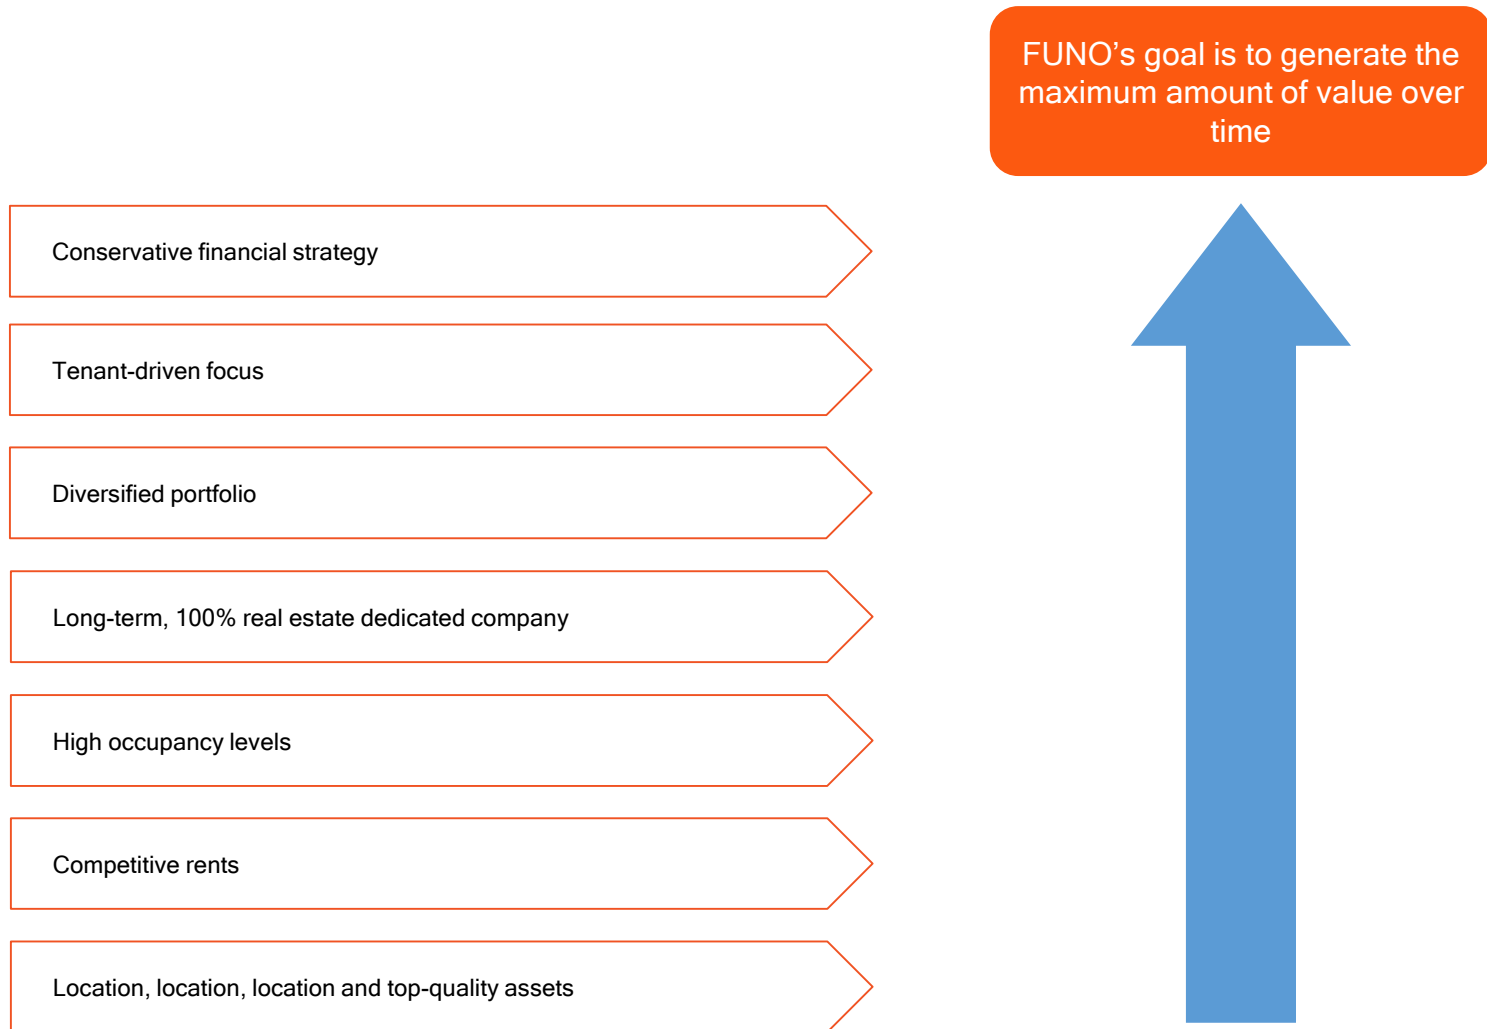 FUNO’s goal is to generate the
maximum amount of value over
time
Conservative financial strategy
Tenant-driven focus
Diversified portfolio
Long-term, 100% real estate dedicated company
High occupancy levels
Competitive rents
Location, location, location and top-quality assets